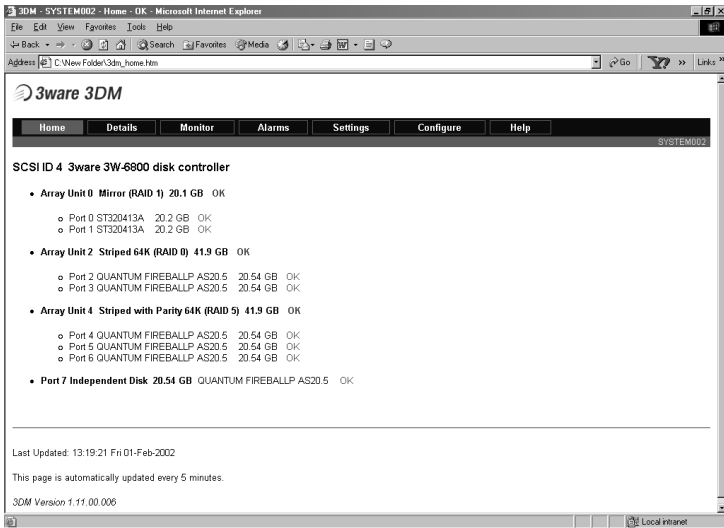 3DM - SYSTEM002 - Home - OK - Microsoft Internet Explorer
File Edit View Favorites Tools Help
Back Search Favorites Media
Address C:\New Folder\3dm_home.htm Go Links
3ware 3DM
Home Details Monitor Alarms Settings Configure Help
SYSTEM002
SCSI ID 4 3ware 3W-6800 disk controller
Array Unit 0 Mirror (RAID 1) 20.1 GB OK
Port 0 ST320413A 20.2 GB OK
Port 1 ST320413A 20.2 GB OK
Array Unit 2 Striped 64K (RAID 0) 41.9 GB OK
Port 2 QUANTUM FIREBALLP AS20.5 20.54 GB OK
Port 3 QUANTUM FIREBALLP AS20.5 20.54 GB OK
Array Unit 4 Striped with Parity 64K (RAID 5) 41.9 GB OK
Port 4 QUANTUM FIREBALLP AS20.5 20.54 GB OK
Port 5 QUANTUM FIREBALLP AS20.5 20.54 GB OK
Port 6 QUANTUM FIREBALLP AS20.5 20.54 GB OK
Port 7 Independent Disk 20.54 GB QUANTUM FIREBALLP AS20.5 OK
Last Updated: 13:19:21 Fri 01-Feb-2002
This page is automatically updated every 5 minutes.
3DM Version 1.11.00.006
Local intranet